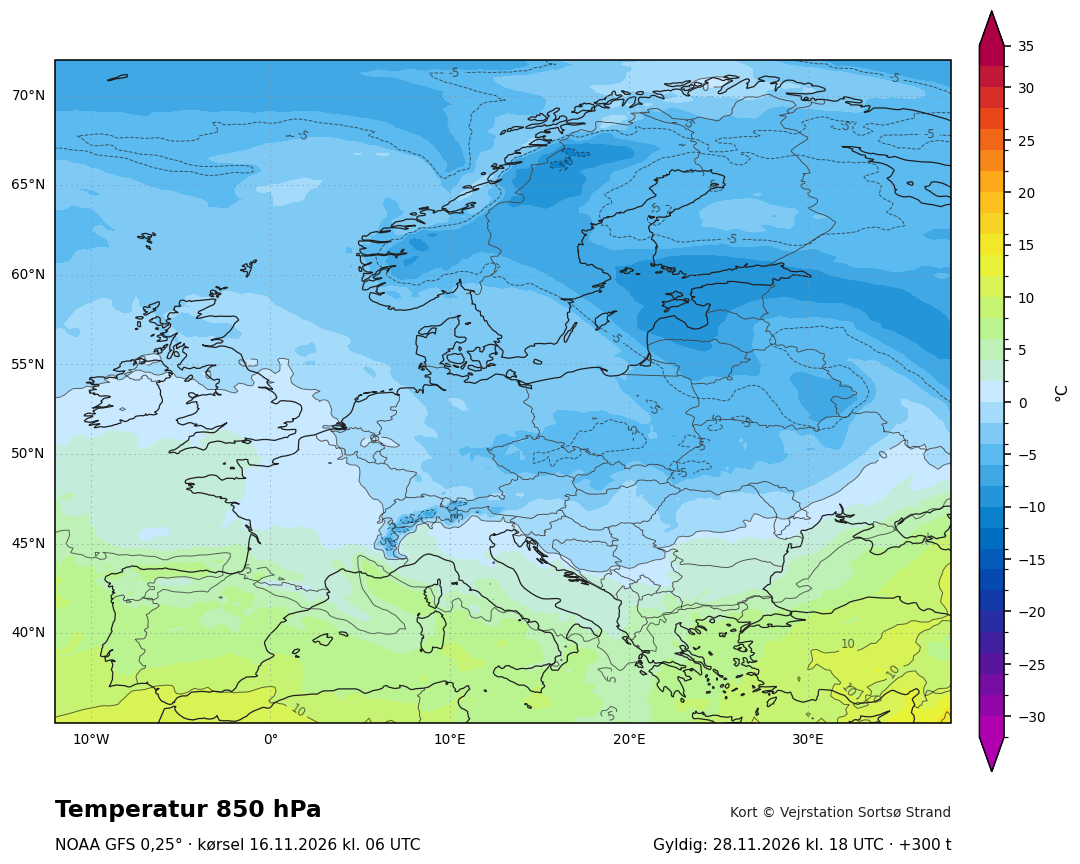 70°N
65°N
60°N
55°N
50°N
45°N
40°N
10°W 0° 10°E 20°E 30°E
35
30
25
20
15
10
5
0
−5
−10
−15
−20
−25
−30
°C
Temperatur 850 hPa
Kort © Vejrstation Sortsø Strand
NOAA GFS 0,25° · kørsel 16.11.2026 kl. 06 UTC
Gyldig: 28.11.2026 kl. 18 UTC · +300 t